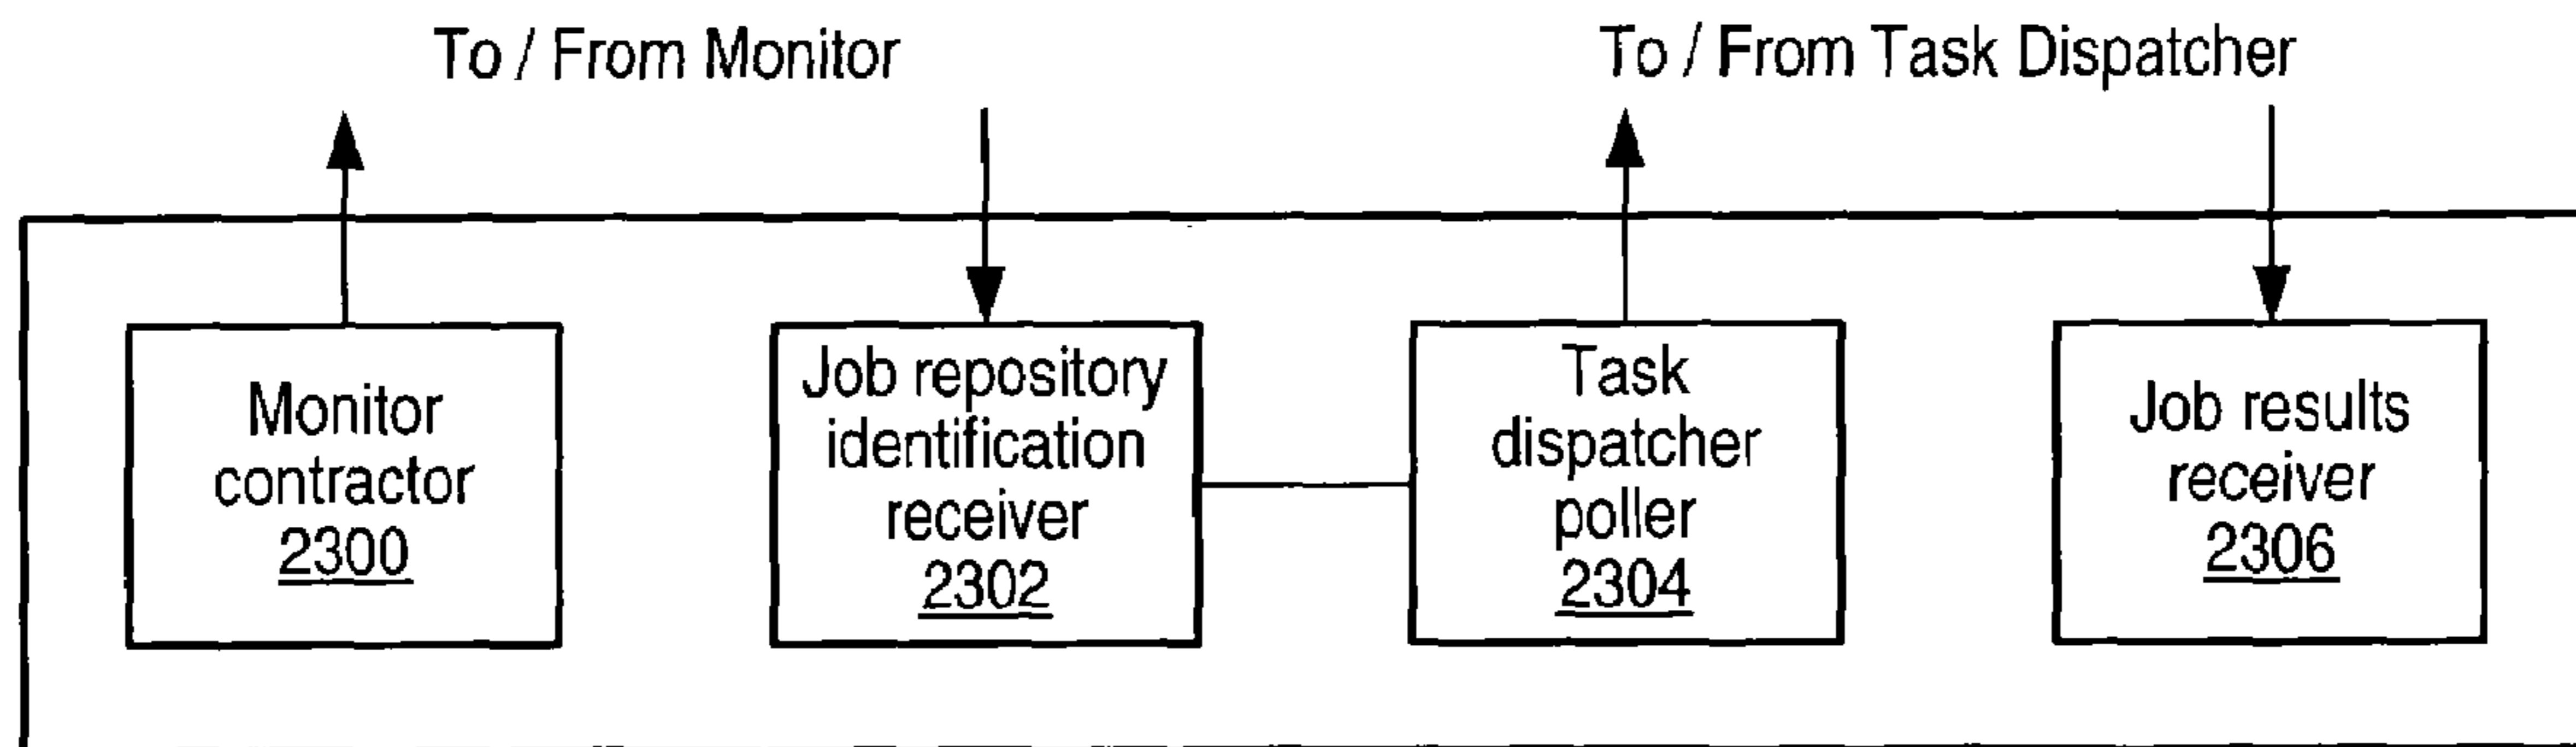 To / From Monitor
To / From Task Dispatcher
Monitor
contractor
2300
Job repository
identification
receiver
2302
Task
dispatcher
poller
2304
Job results
receiver
2306